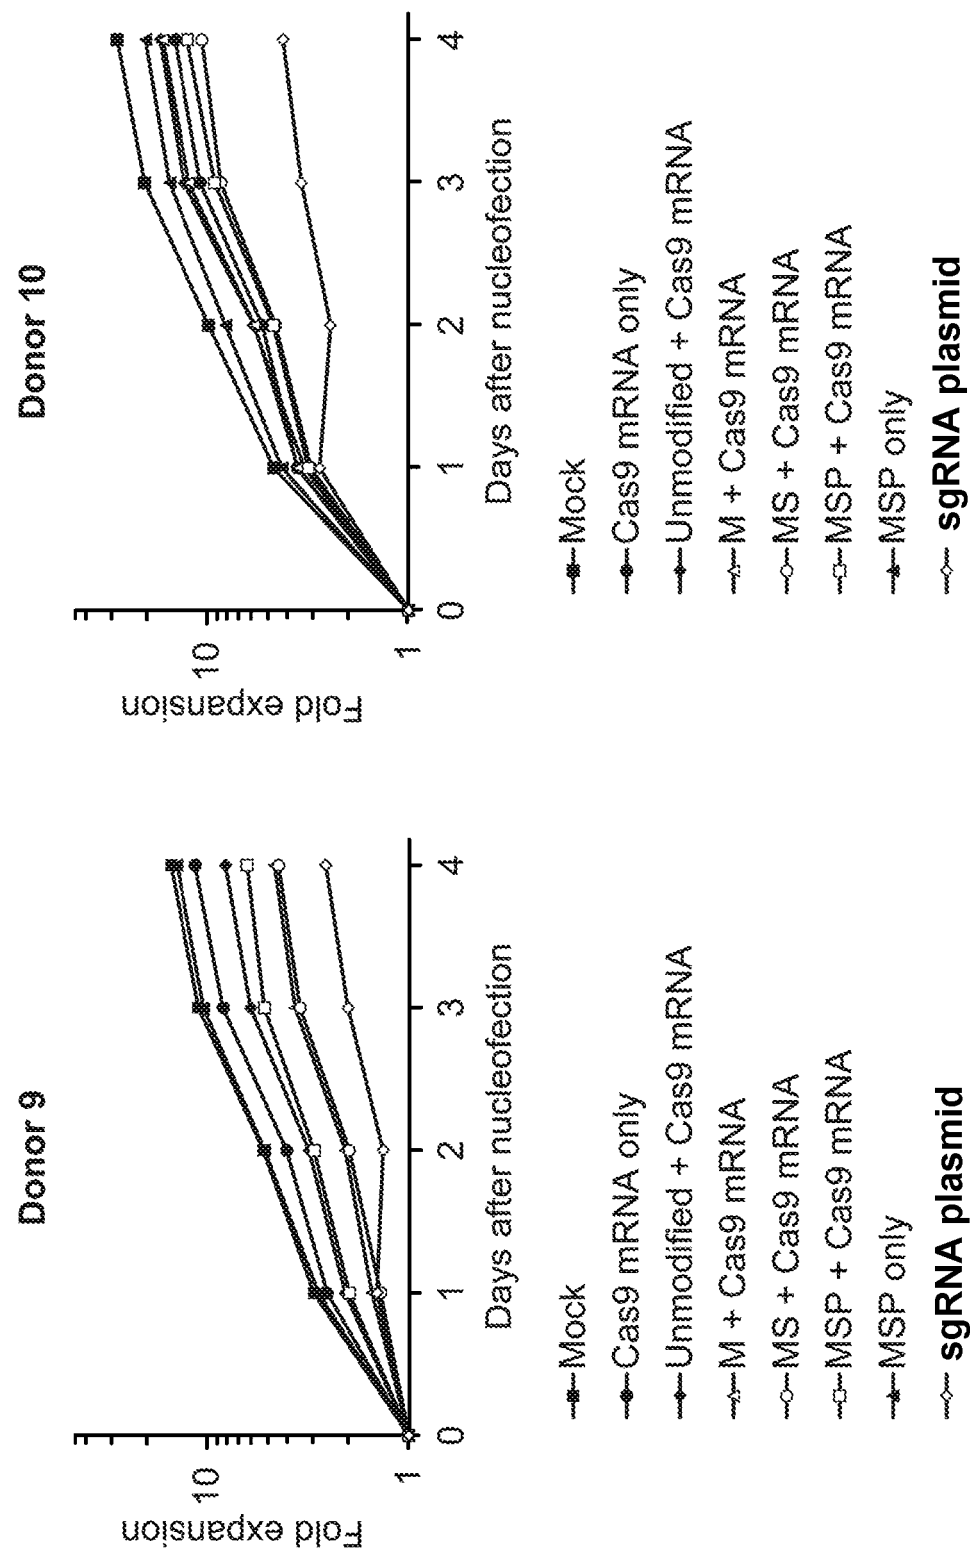 Donor 9
Fold expansion
10
1
0 1 2 3 4
Days after nucleofection
Mock
Cas9 mRNA only
Unmodified + Cas9 mRNA
M + Cas9 mRNA
MS + Cas9 mRNA
MSP + Cas9 mRNA
MSP only
sgRNA plasmid
Donor 10
Fold expansion
10
1
0 1 2 3 4
Days after nucleofection
Mock
Cas9 mRNA only
Unmodified + Cas9 mRNA
M + Cas9 mRNA
MS + Cas9 mRNA
MSP + Cas9 mRNA
MSP only
sgRNA plasmid